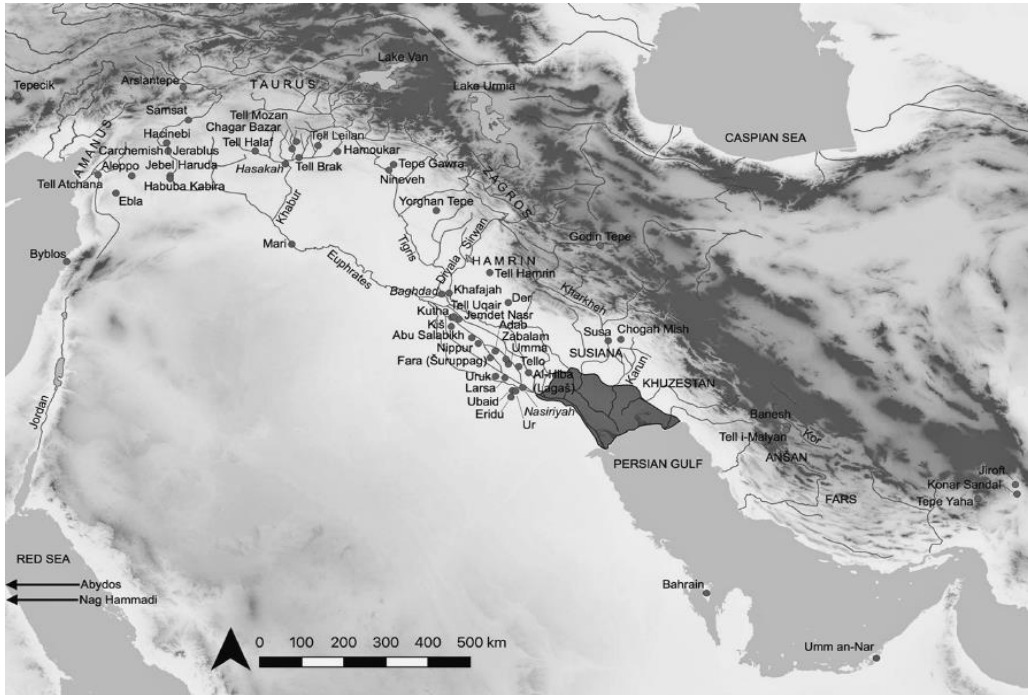 Lake Van
TAURUS
Arslantepe
Tepecik
Lake Urmia
Samsat
Tell Mozan
CASPIAN SEA
Chagar Bazar
Tell Leilan
Hacinebi
AMANUS
Carchemish
Jerablus
Tell Halaf
Hamoukar
Aleppo
Jebel Haruda
Hasakah
Tell Brak
Tepe Gawra
Nineveh
Tell Atchana
Habuba Kabira
ZAGROS
Ebla
Khabur
Yorghan Tepe
Mari
Tigris
Diyala
Sirwan
Godin Tepe
Byblos
Euphrates
HAMRIN
Tell Hamrin
Kharkheh
Baghdad
Khafajah
Tell Uqair
Der
Kutha
Jemdet Nasr
Kiš
Adab
Abu Salabikh
Zabalam
Susa
Chogah Mish
Nippur
Umma
SUSIANA
Fara (Šuruppag)
Tello
Karun
Uruk
Al-Hiba
(Lagaš)
KHUZESTAN
Larsa
Jordan
Ubaid
Nasiriyah
Banesh
Eridu
Ur
Kor
Tell i-Malyan
ANŠAN
PERSIAN GULF
Jiroft
Konar Sandal
FARS
Tepe Yaha
RED SEA
Abydos
Bahrain
Nag Hammadi
0 100 200 300 400 500 km
Umm an-Nar